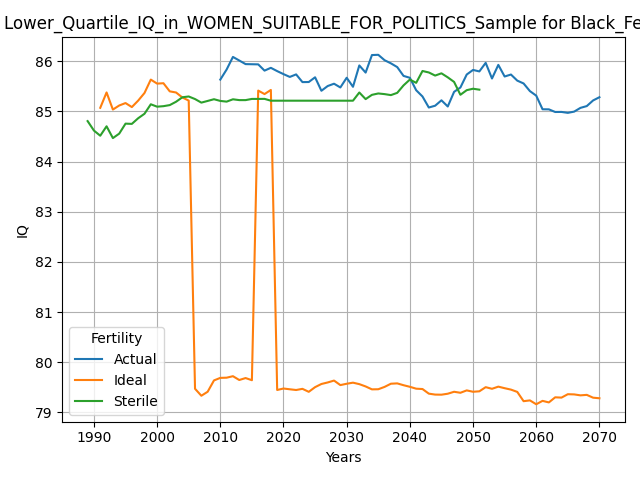 Lower_Quartile_IQ_in_WOMEN_SUITABLE_FOR_POLITICS_Sample for Black_Fe
86
85
84
83
82
81
80
79
IQ
Fertility
Actual
Ideal
Sterile
1990 2000 2010 2020 2030 2040 2050 2060 2070
Years